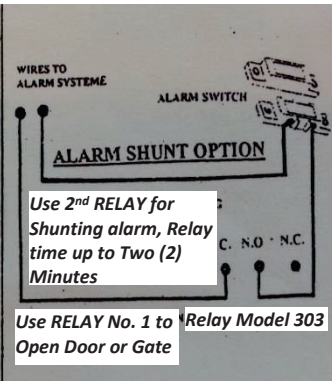 WIRES TO
ALARM SYSTEME
ALARM SWITCH
ALARM SHUNT OPTION
Use 2nd RELAY for
Shunting alarm, Relay
time up to Two (2)
Minutes
G
C. N.O N.C.
Use RELAY No. 1 to
Open Door or Gate
Relay Model 303